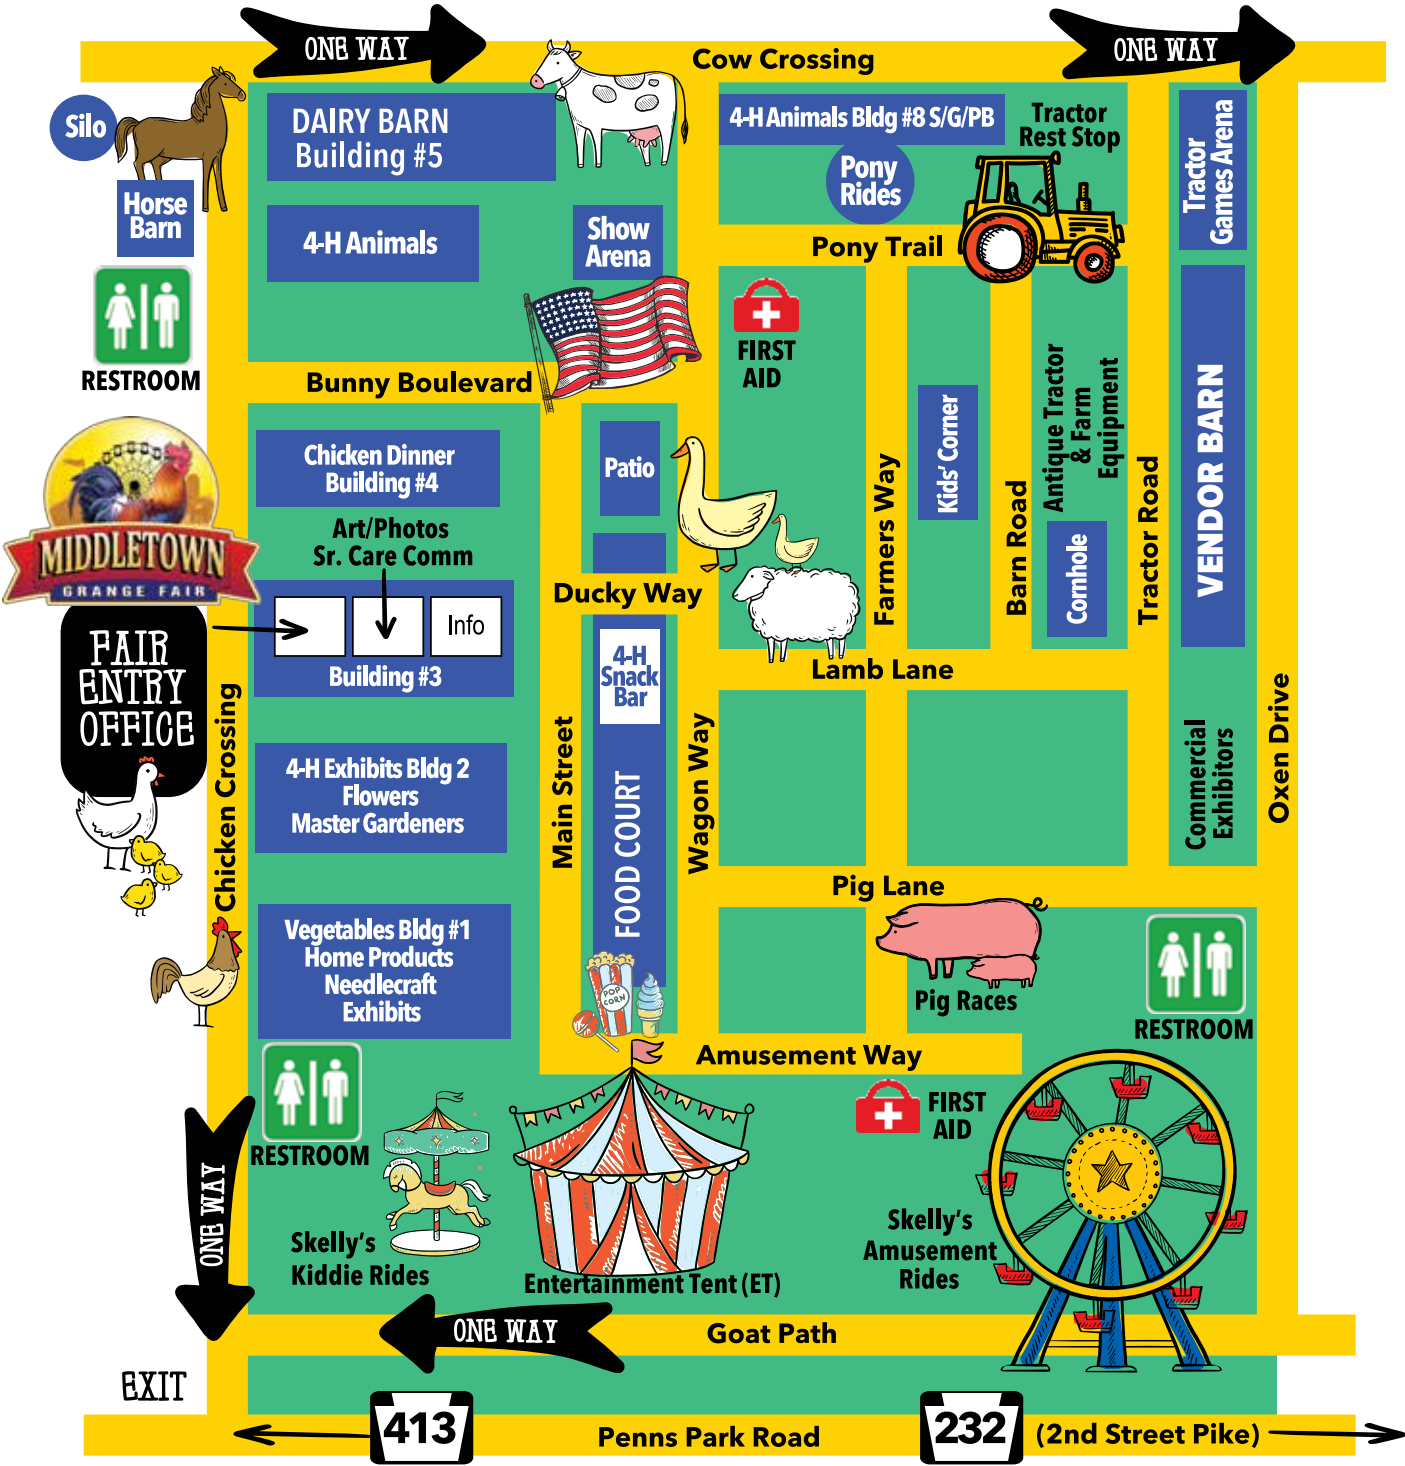 ONE WAY
ONE WAY
Cow Crossing
Silo
DAIRY BARN
Building #5
4-H Animals Bldg #8 S/G/PB
Tractor
Rest Stop
Tractor
Games Arena
Pony
Rides
Horse
Barn
4-H Animals
Show
Arena
Pony Trail
RESTROOM
FIRST
AID
Bunny Boulevard
Antique Tractor
& Farm
Equipment
VENDOR BARN
Kids' Corner
Chicken Dinner
Building #4
Patio
Farmers Way
Barn Road
Tractor Road
Art/Photos
Sr. Care Comm
MIDDLETOWN
GRANGE FAIR
Ducky Way
Cornhole
FAIR
ENTRY
OFFICE
Info
Building #3
4-H
Snack
Bar
Lamb Lane
Chicken Crossing
Main Street
Wagon Way
Oxen Drive
4-H Exhibits Bldg 2
Flowers
Master Gardeners
FOOD COURT
Commercial
Exhibitors
Pig Lane
Vegetables Bldg #1
Home Products
Needlecraft
Exhibits
POP
CORN
Pig Races
RESTROOM
Amusement Way
RESTROOM
FIRST
AID
ONE WAY
Skelly's
Kiddie Rides
Entertainment Tent (ET)
Skelly's
Amusement
Rides
ONE WAY
Goat Path
EXIT
413
Penns Park Road
232
(2nd Street Pike)